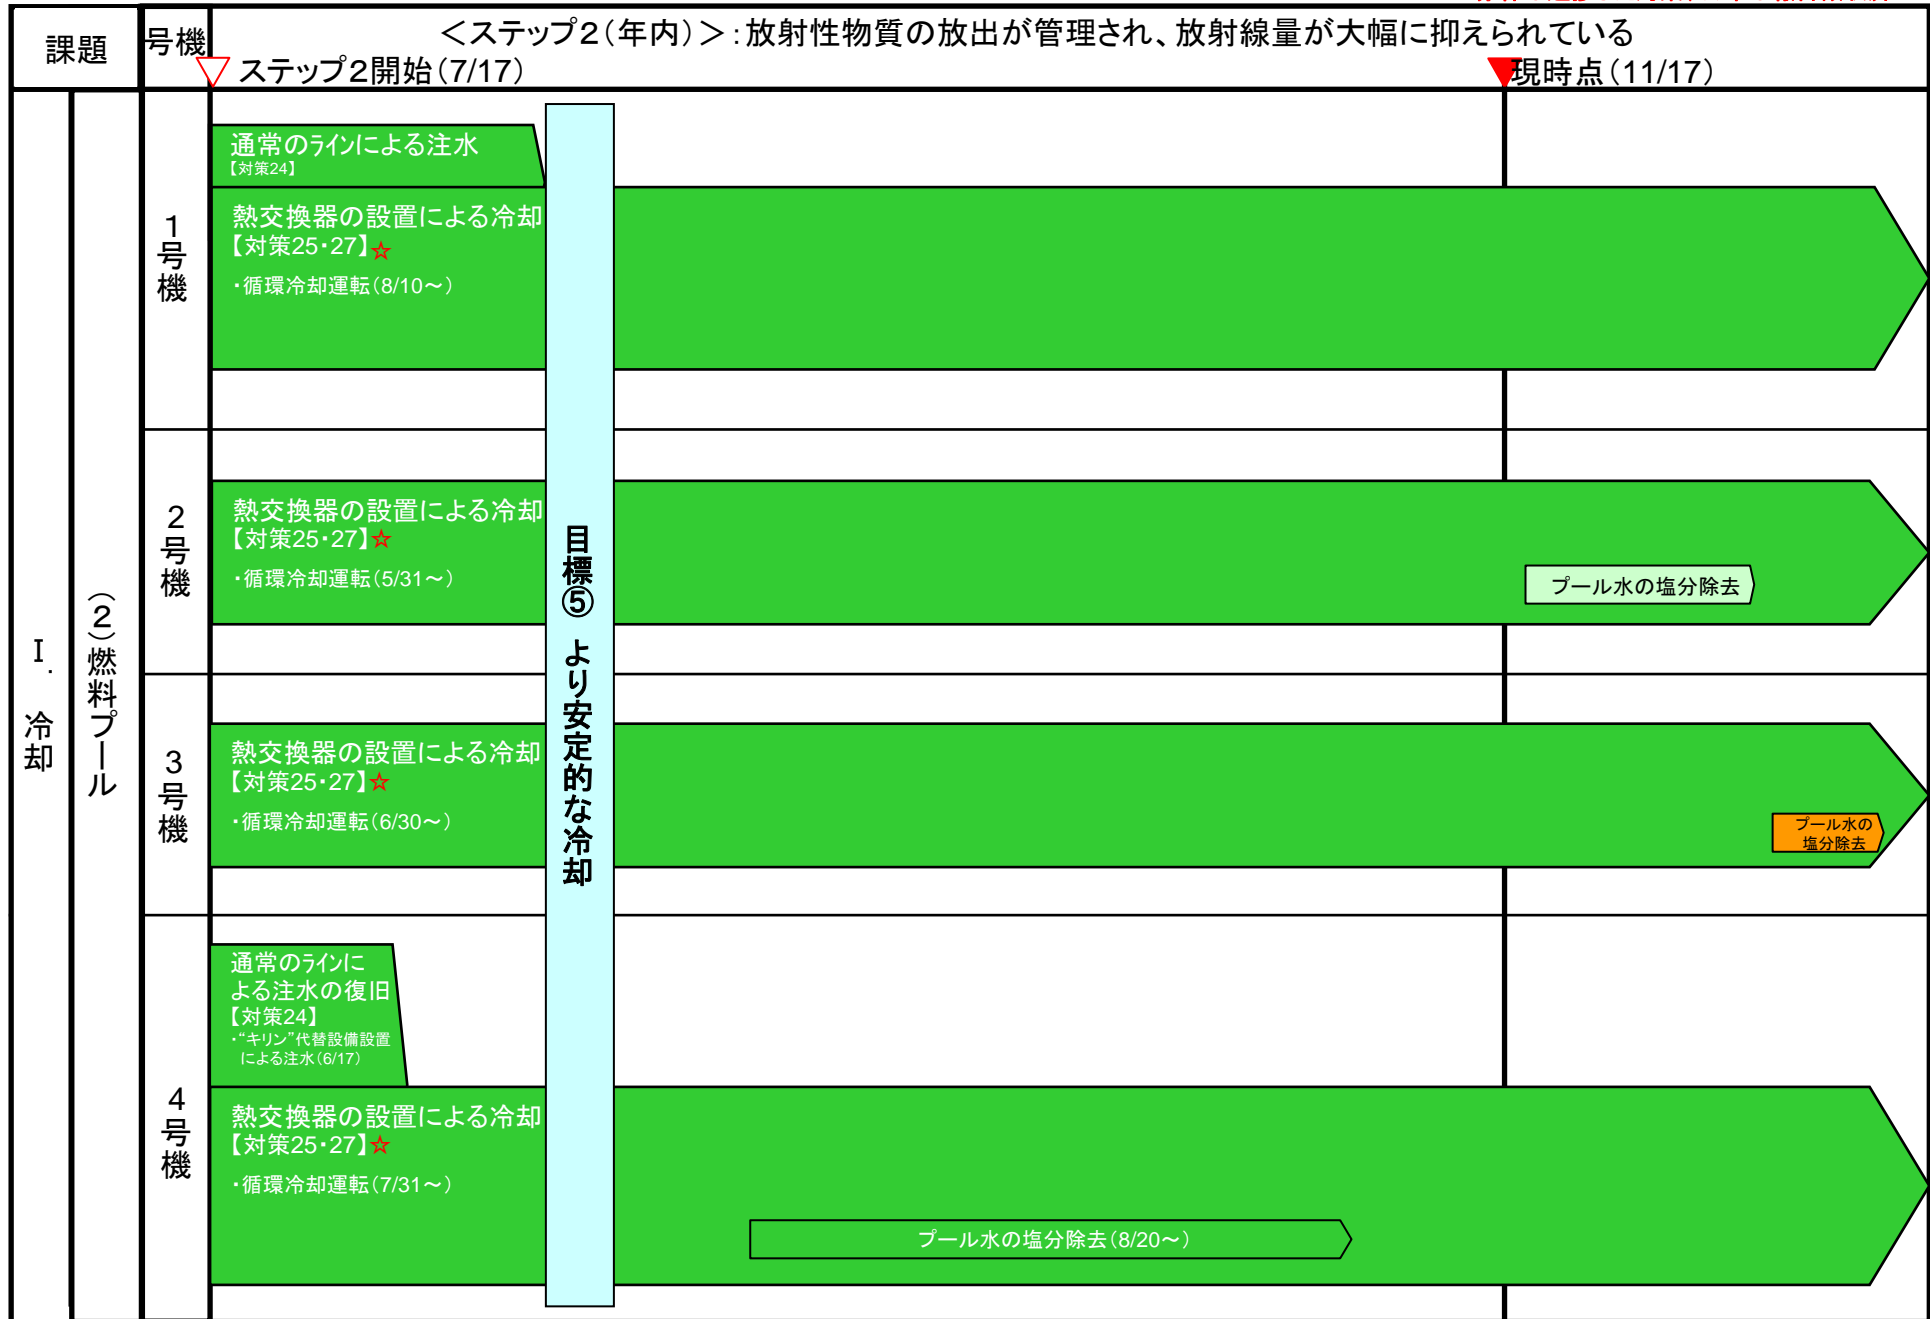 課題
号機
＜ステップ２（年内）＞：放射性物質の放出が管理され、放射線量が大幅に抑えられている
ステップ２開始（7/17）
現時点（11/17）
Ⅰ．冷却
（２）燃料プール
１号機
通常のﾗｲﾝによる注水
【対策24】
熱交換器の設置による冷却
【対策25・27】☆
・循環冷却運転（8/10～）
２号機
熱交換器の設置による冷却
【対策25・27】☆
・循環冷却運転（5/31～）
プール水の塩分除去
目標⑤ より安定的な冷却
３号機
熱交換器の設置による冷却
【対策25・27】☆
・循環冷却運転（6/30～）
プール水の
塩分除去
４号機
通常のﾗｲﾝに
よる注水の復旧
【対策24】
・“キリン”代替設備設置
による注水（6/17）
熱交換器の設置による冷却
【対策25・27】☆
・循環冷却運転（7/31～）
プール水の塩分除去（8/20～）